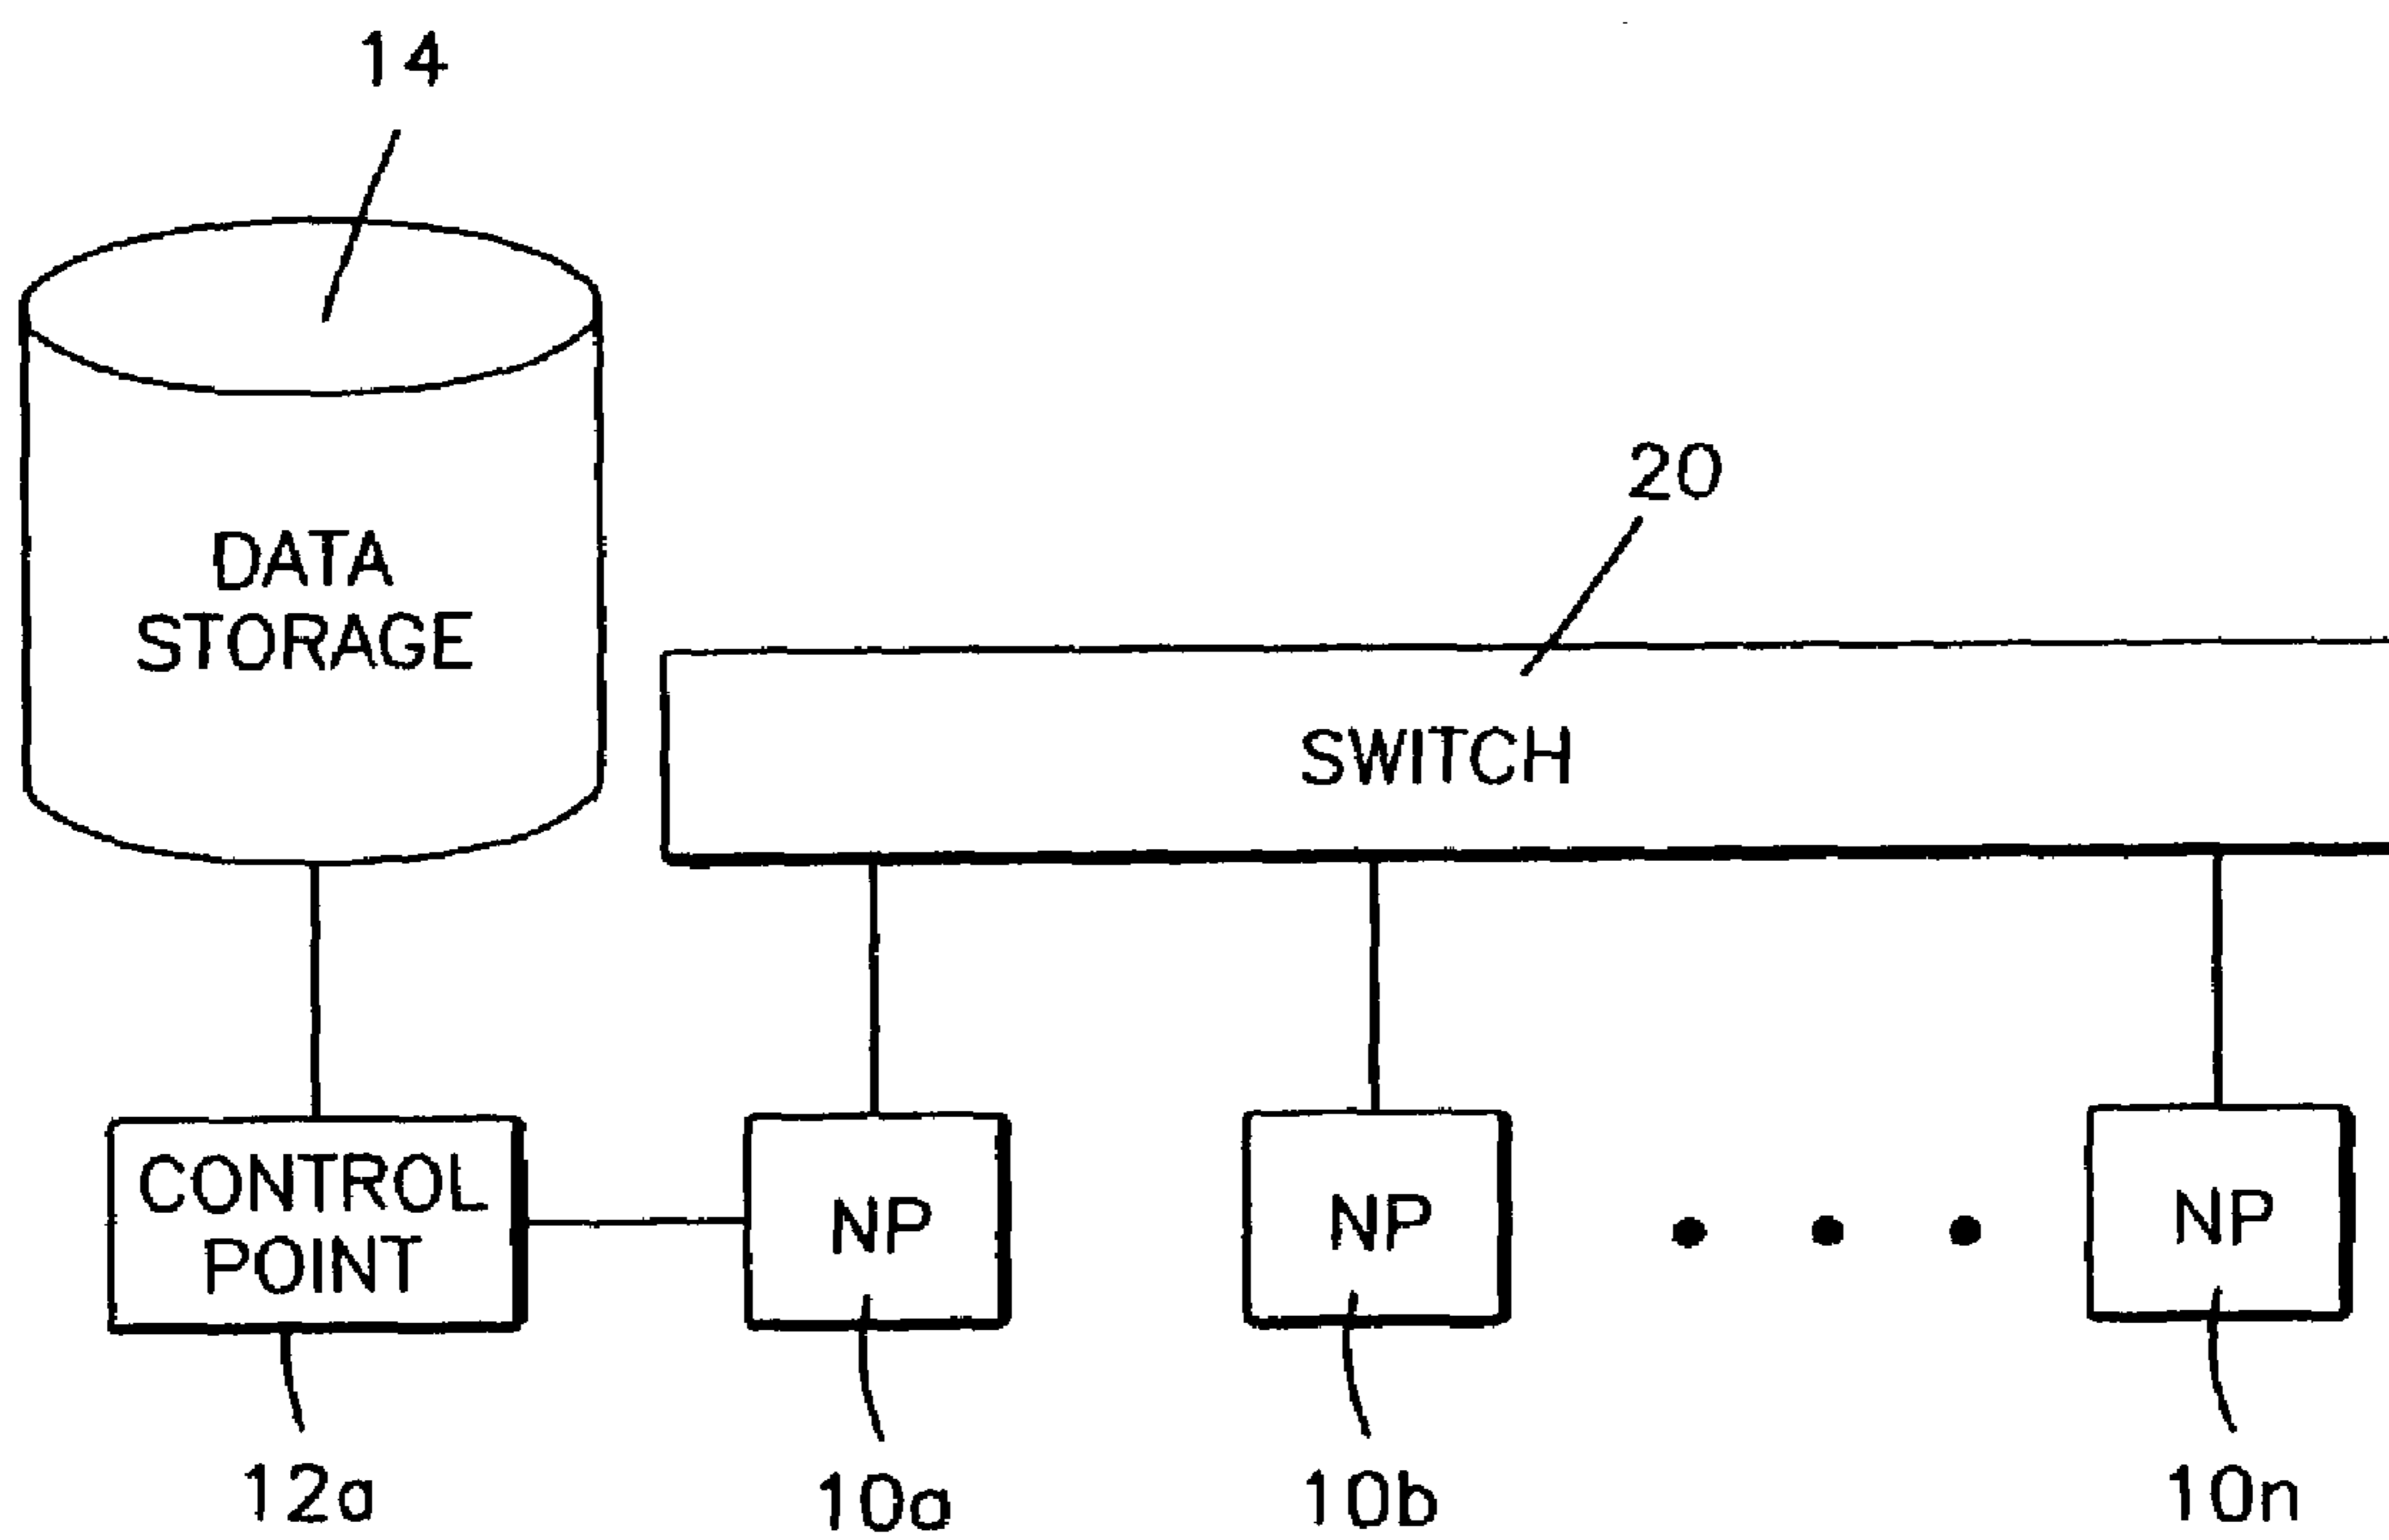 14
DATA
STORAGE
20
SWITCH
CONTROL
POINT
NP
NP
NP
12a
10a
10b
10n